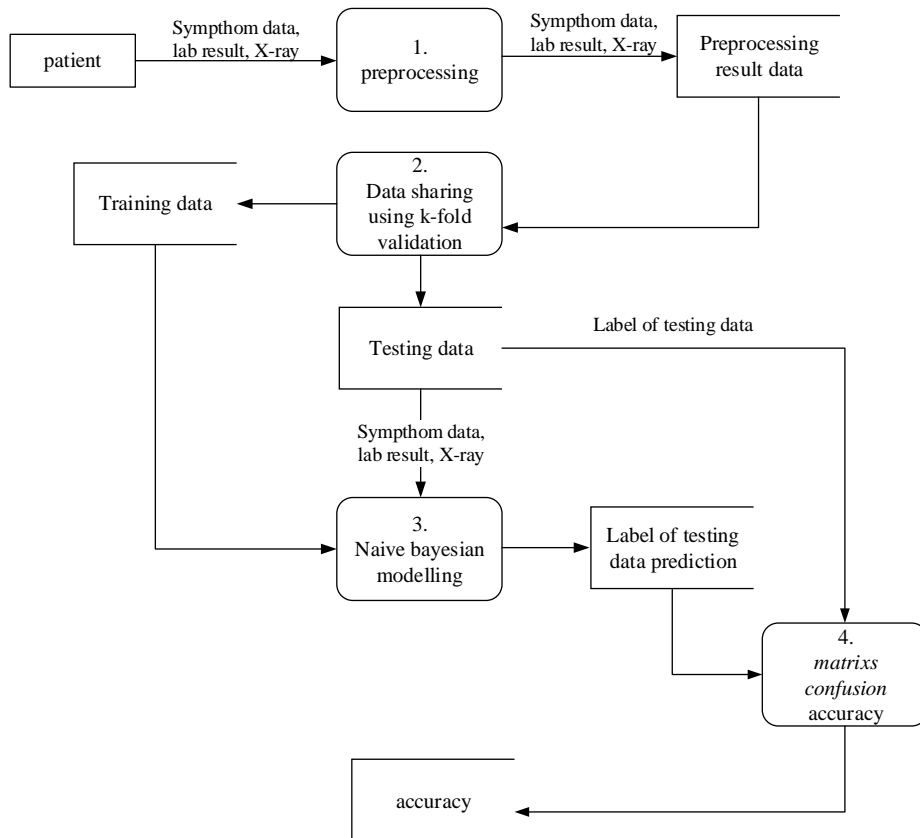 patient
Sympthom data,
lab result, X-ray
1.
preprocessing
Sympthom data,
lab result, X-ray
Preprocessing
result data
Training data
2.
Data sharing
using k-fold
validation
Testing data
Label of testing data
Sympthom data,
lab result, X-ray
3.
Naive bayesian
modelling
Label of testing
data prediction
4.
matrixs
confusion
accuracy
accuracy